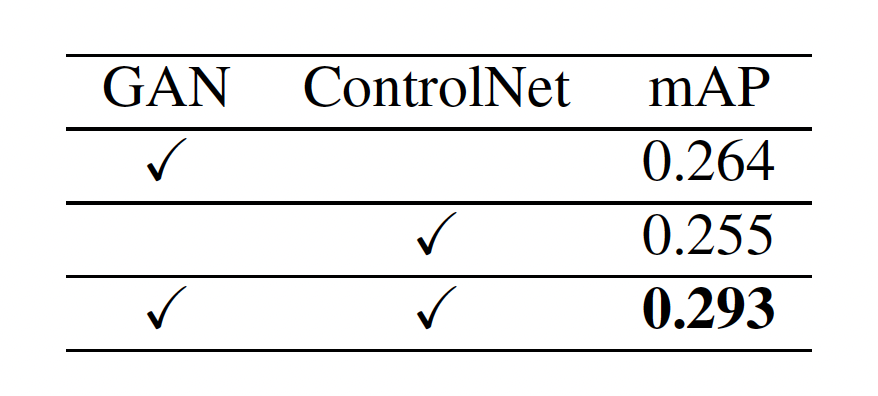 GAN ControlNet mAP
✓ 0.264
✓ 0.255
✓ ✓ 0.293